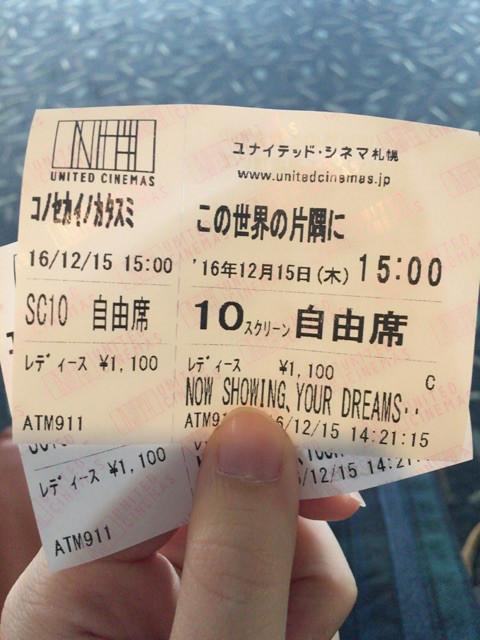 UNITED CINEMAS
ユナイテッド・シネマ札幌
www.unitedcinemas.jp
コノセカイノカタスミ
この世界の片隅に
16/12/15 15:00
'16年12月15日(木) 15:00
SC10 自由席
10スクリーン自由席
レディース ¥1,100
レディース ¥1,100
C
NOW SHOWING、YOUR DREAMS‥
ATM911
ATM9 6/12/15 14:21:15
レディース ¥1,100
/12/15 14:21:
ATM911